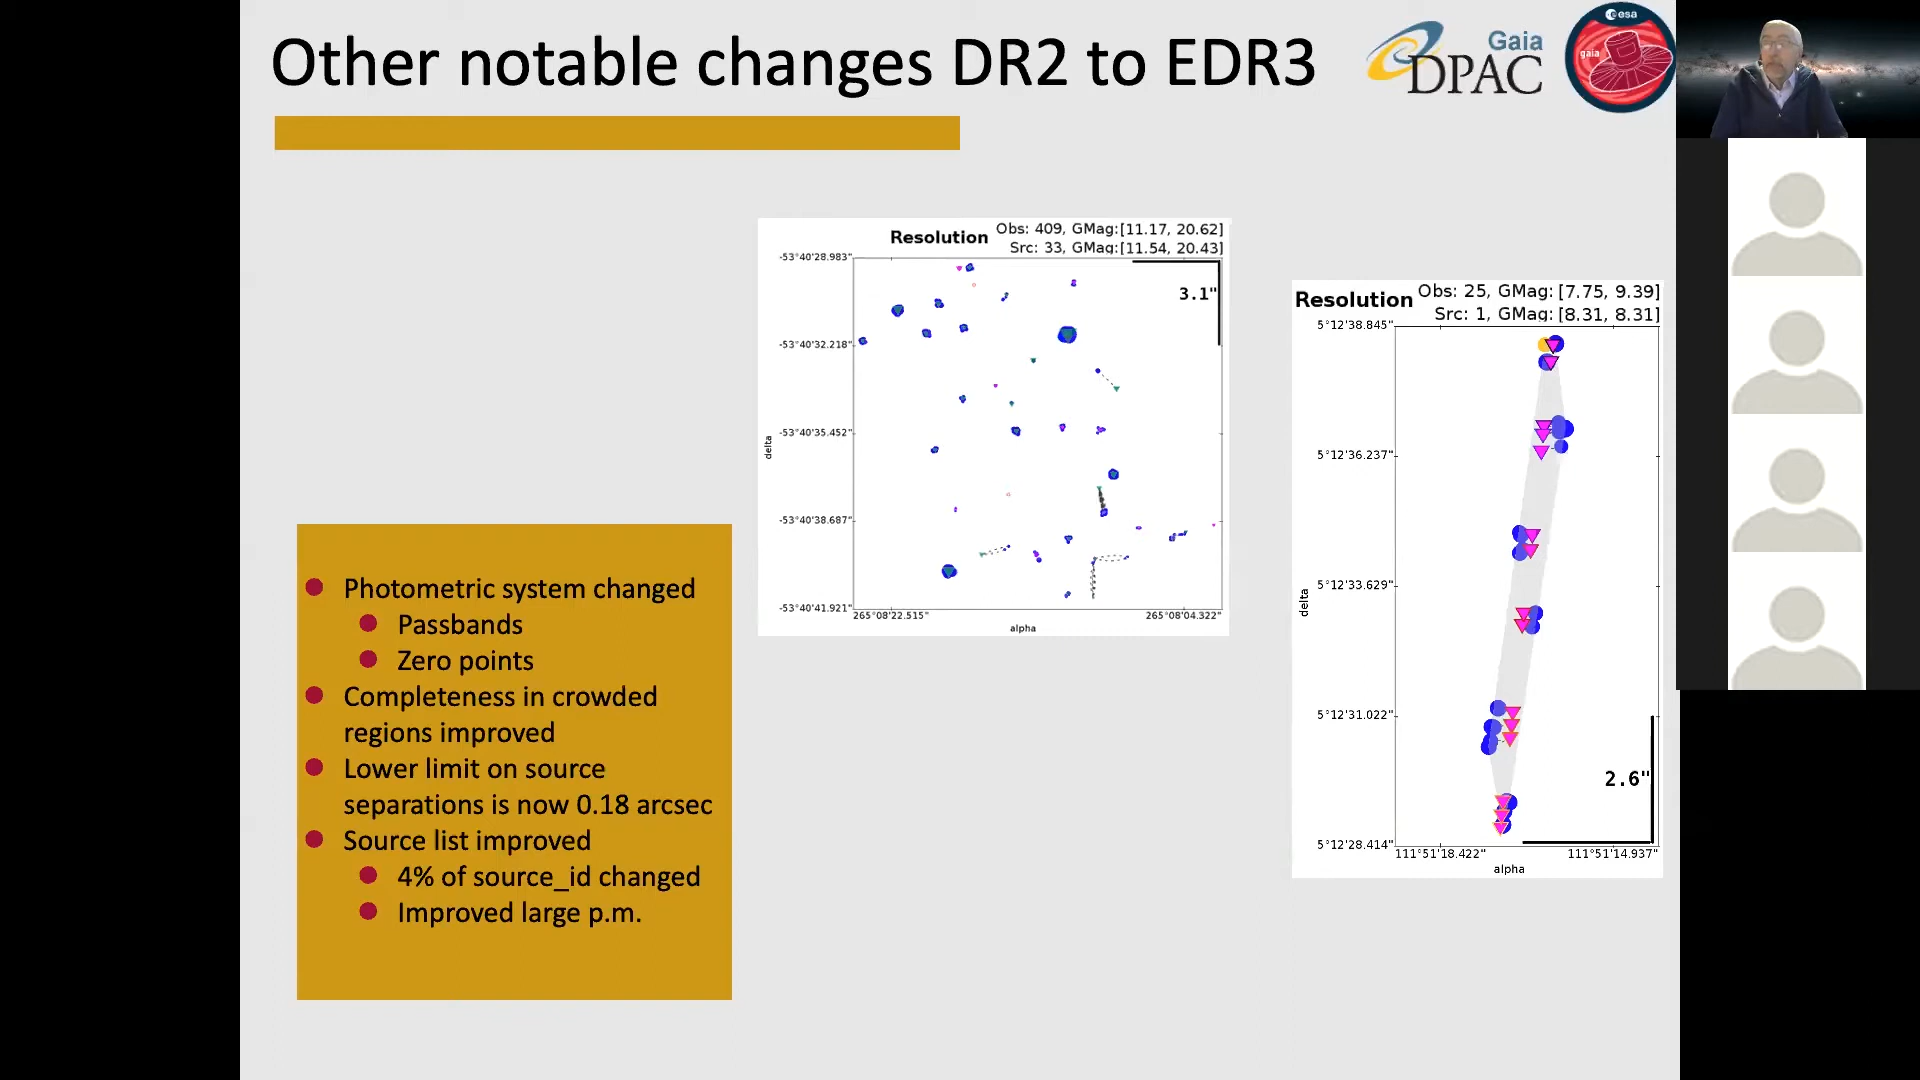 Other notable changes DR2 to EDR3
Gaia
DPAC
esa
gaia
Photometric system changed
Passbands
Zero points
Completeness in crowded
regions improved
Lower limit on source
separations is now 0.18 arcsec
Source list improved
4% of source_id changed
Improved large p.m.
Resolution
Obs: 409, GMag:[11.17, 20.62]
Src: 33, GMag:[11.54, 20.43]
-53°40'28.983"
3.1"
-53°40'32.218"
-53°40'35.452"
delta
-53°40'38.687"
-53°40'41.921"
265°08'22.515"
265°08'04.322"
alpha
Resolution
Obs: 25, GMag: [7.75, 9.39]
Src: 1, GMag: [8.31, 8.31]
5°12'38.845"
5°12'36.237"
5°12'33.629"
delta
5°12'31.022"
2.6"
5°12'28.414"
111°51'18.422"
111°51'14.937"
alpha